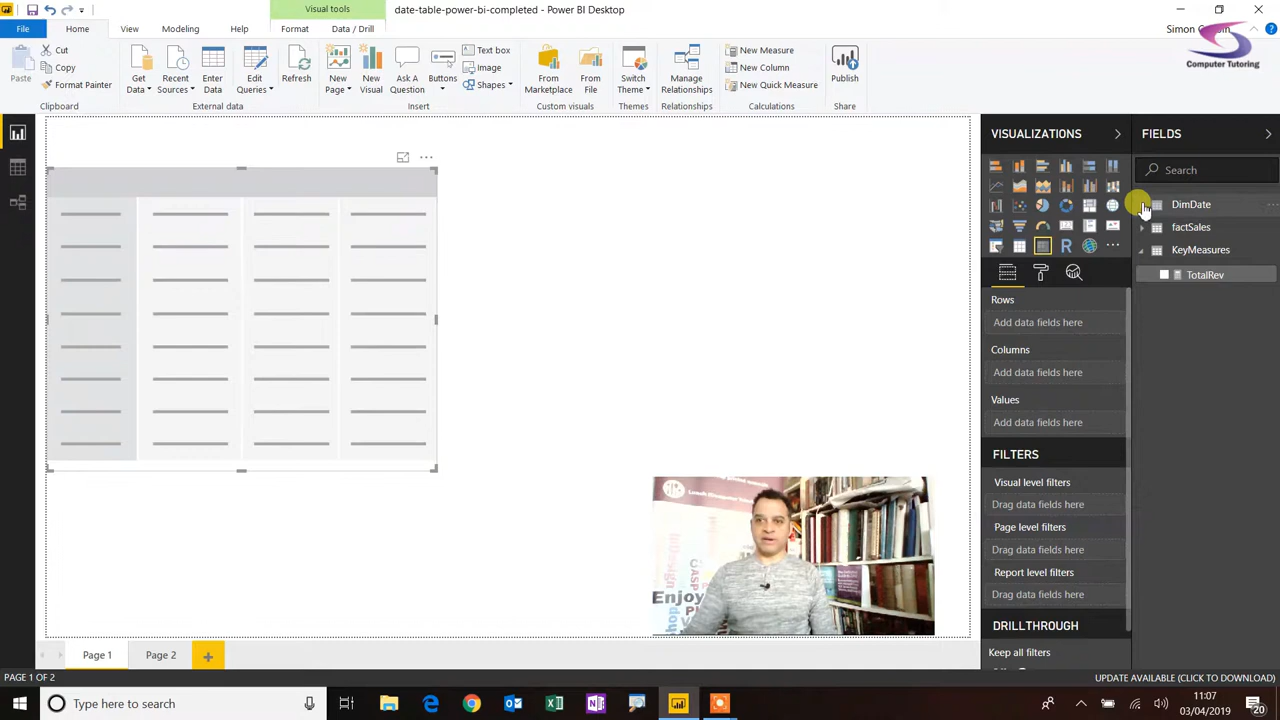 Visual tools
date-table-power-bi-completed - Power BI Desktop
File
Home
View
Modeling
Help
Format
Data / Drill
Simon
?
Computer Tutoring
Paste
Cut
Copy
Format Painter
Clipboard
Get Data
Recent Sources
Enter Data
Edit Queries
Refresh
External data
New Page
New Visual
Ask A Question
Buttons
Text box
Image
Shapes
Insert
From Marketplace
From File
Custom visuals
Switch Theme
Themes
Manage Relationships
Relationships
New Measure
New Column
New Quick Measure
Calculations
Publish
Share
VISUALIZATIONS
FIELDS
Search
DimDate
factSales
KeyMeasures
TotalRev
R
Rows
Add data fields here
Columns
Add data fields here
Values
Add data fields here
FILTERS
Visual level filters
Drag data fields here
Page level filters
Drag data fields here
Report level filters
Drag data fields here
DRILLTHROUGH
Keep all filters
Enjoy
Page 1
Page 2
PAGE 1 OF 2
UPDATE AVAILABLE (CLICK TO DOWNLOAD)
Type here to search
11:07
03/04/2019
20